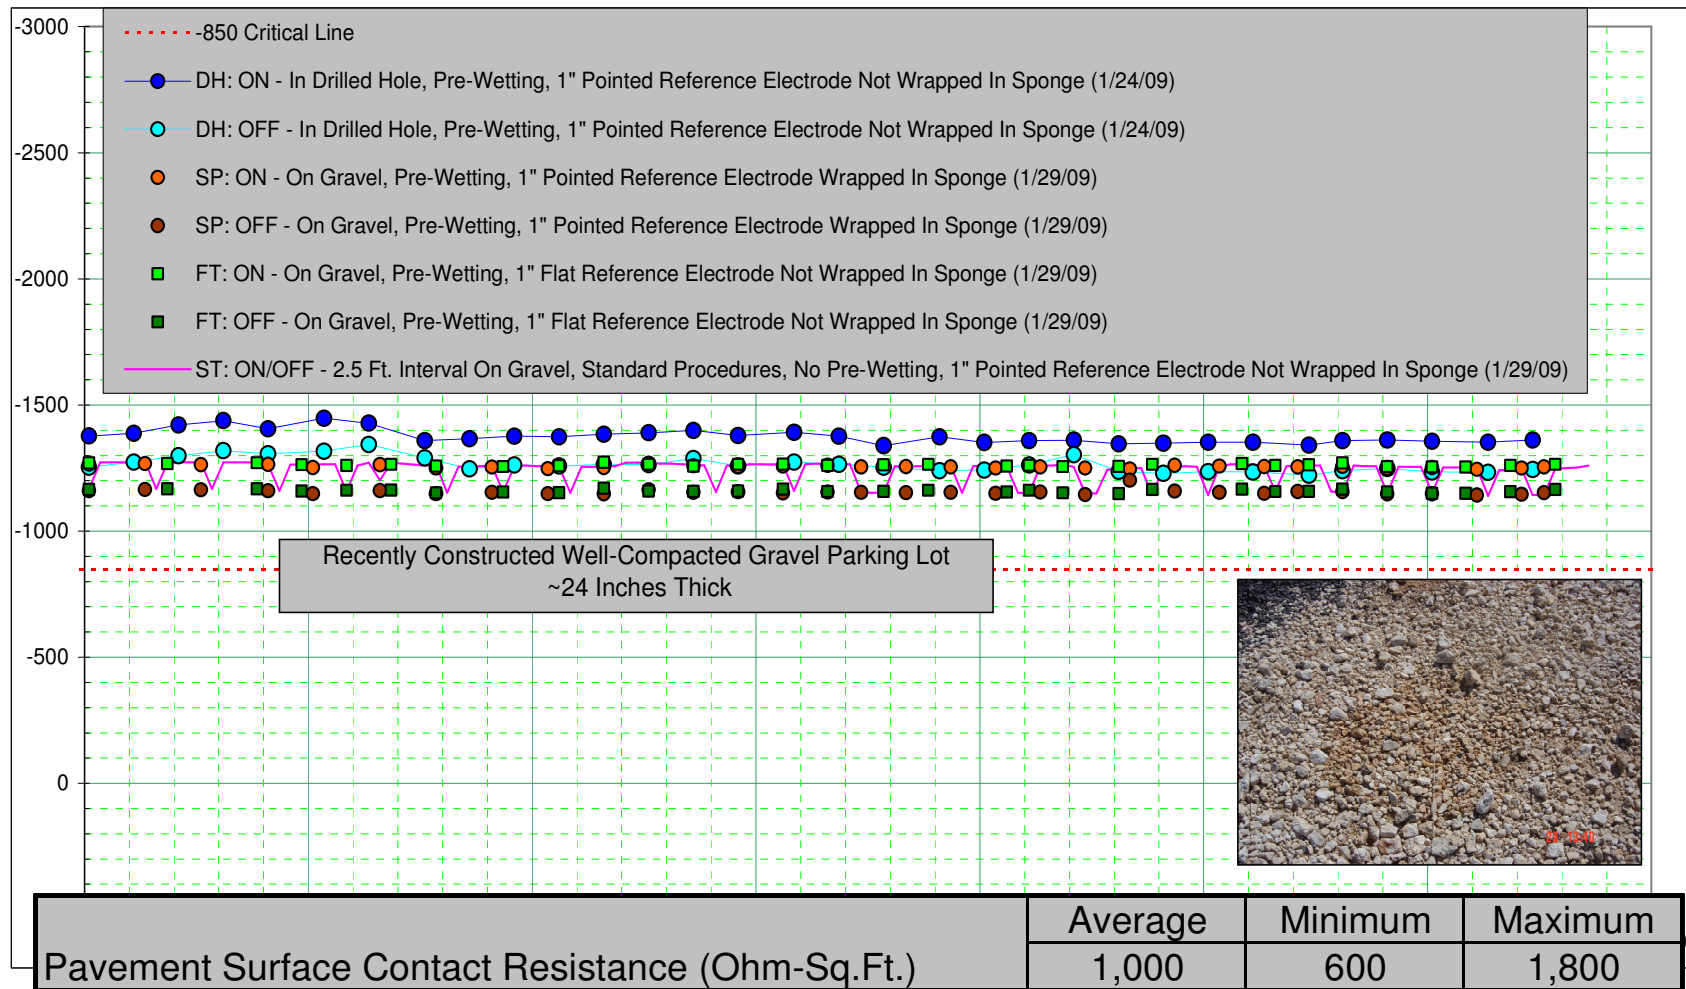 -3000
-850 Critical Line
DH: ON - In Drilled Hole, Pre-Wetting, 1" Pointed Reference Electrode Not Wrapped In Sponge (1/24/09)
DH: OFF - In Drilled Hole, Pre-Wetting, 1" Pointed Reference Electrode Not Wrapped In Sponge (1/24/09)
-2500
SP: ON - On Gravel, Pre-Wetting, 1" Pointed Reference Electrode Wrapped In Sponge (1/29/09)
SP: OFF - On Gravel, Pre-Wetting, 1" Pointed Reference Electrode Wrapped In Sponge (1/29/09)
FT: ON - On Gravel, Pre-Wetting, 1" Flat Reference Electrode Not Wrapped In Sponge (1/29/09)
-2000
FT: OFF - On Gravel, Pre-Wetting, 1" Flat Reference Electrode Not Wrapped In Sponge (1/29/09)
ST: ON/OFF - 2.5 Ft. Interval On Gravel, Standard Procedures, No Pre-Wetting, 1" Pointed Reference Electrode Not Wrapped In Sponge (1/29/09)
-1500
-1000
Recently Constructed Well-Compacted Gravel Parking Lot
~24 Inches Thick
-500
0
Average Minimum Maximum
Pavement Surface Contact Resistance (Ohm-Sq.Ft.) 1,000 600 1,800